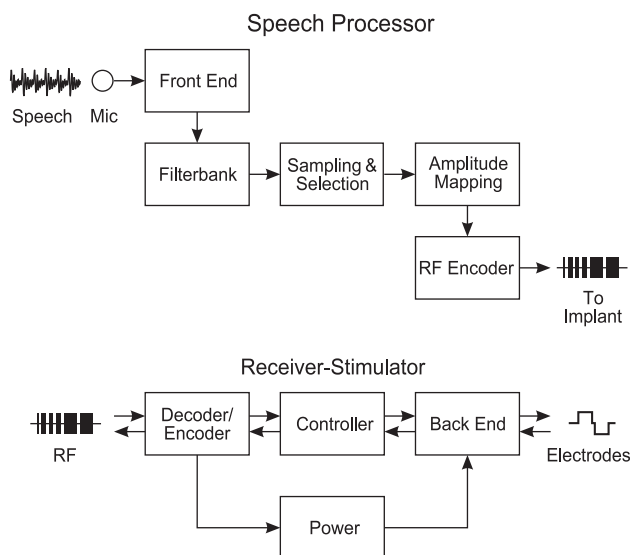 Speech Processor
Speech
Mic
Front End
Filterbank
Sampling &
Selection
Amplitude
Mapping
RF Encoder
To
Implant
Receiver-Stimulator
RF
Decoder/
Encoder
Controller
Back End
Electrodes
Power